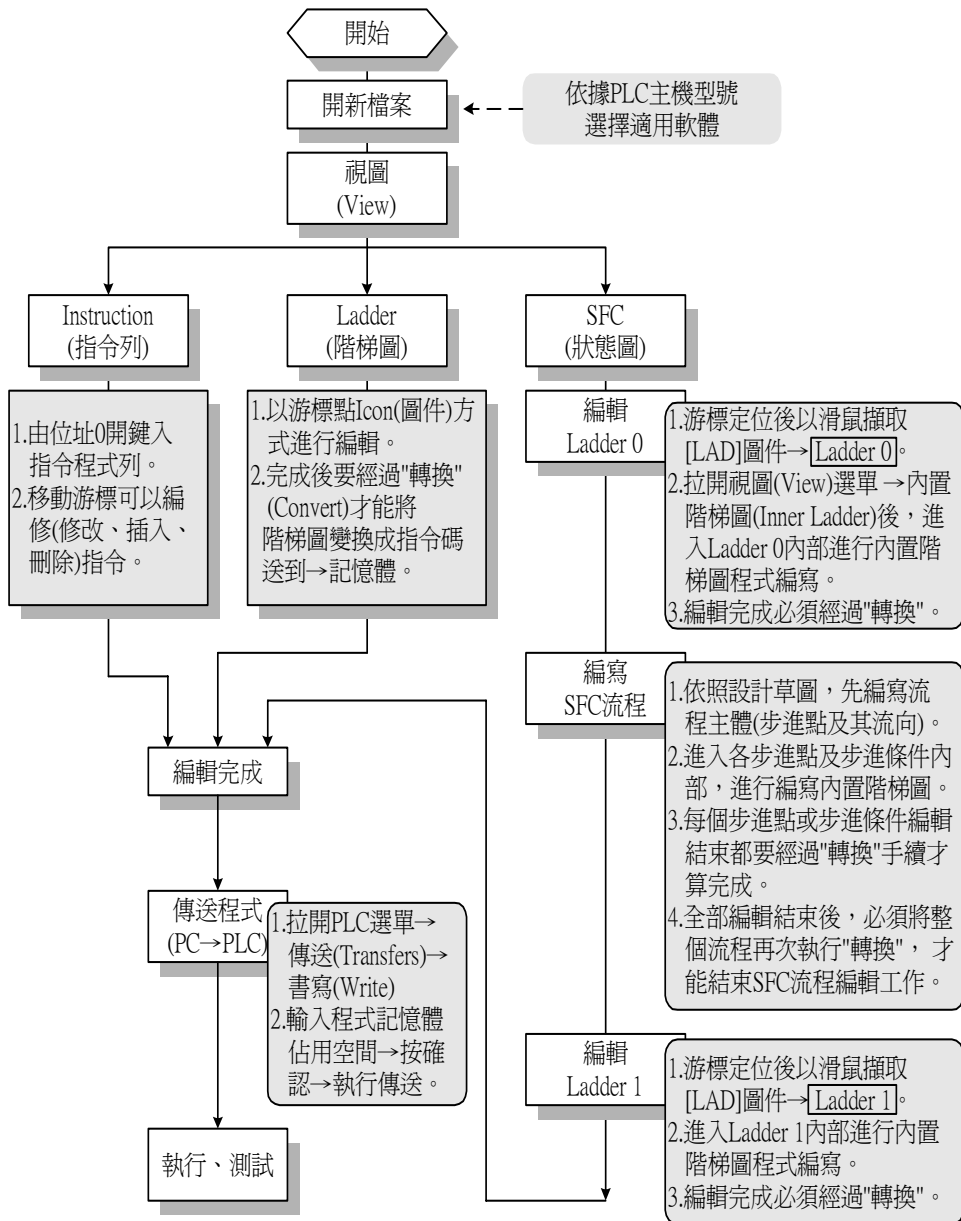 開始
開新檔案
依據PLC主機型號
選擇適用軟體
視圖
(View)
Instruction
(指令列)
Ladder
(階梯圖)
SFC
(狀態圖)
1.由位址0開鍵入
指令程式列。
2.移動游標可以編
修(修改、插入、
刪除)指令。
1.以游標點Icon(圖件)方
式進行編輯。
2.完成後要經過"轉換"
(Convert)才能將
階梯圖變換成指令碼
送到→記憶體。
編輯
Ladder 0
1.游標定位後以滑鼠擷取
[LAD]圖件→Ladder 0。
2.拉開視圖(View)選單→內置
階梯圖(Inner Ladder)後，進
入Ladder 0內部進行內置階
梯圖程式編寫。
3.編輯完成必須經過"轉換"。
編寫
SFC流程
1.依照設計草圖，先編寫流
程主體(步進點及其流向)。
2.進入各步進點及步進條件內
部，進行編寫內置階梯圖。
3.每個步進點或步進條件編輯
結束都要經過"轉換"手續才
算完成。
4.全部編輯結束後，必須將整
個流程再次執行"轉換"，才
能結束SFC流程編輯工作。
編輯
Ladder 1
1.游標定位後以滑鼠擷取
[LAD]圖件→Ladder 1。
2.進入Ladder 1內部進行內置
階梯圖程式編寫。
3.編輯完成必須經過"轉換"。
編輯完成
傳送程式
(PC→PLC)
1.拉開PLC選單→
傳送(Transfers)→
書寫(Write)
2.輸入程式記憶體
佔用空間→按確
認→執行傳送。
執行、測試